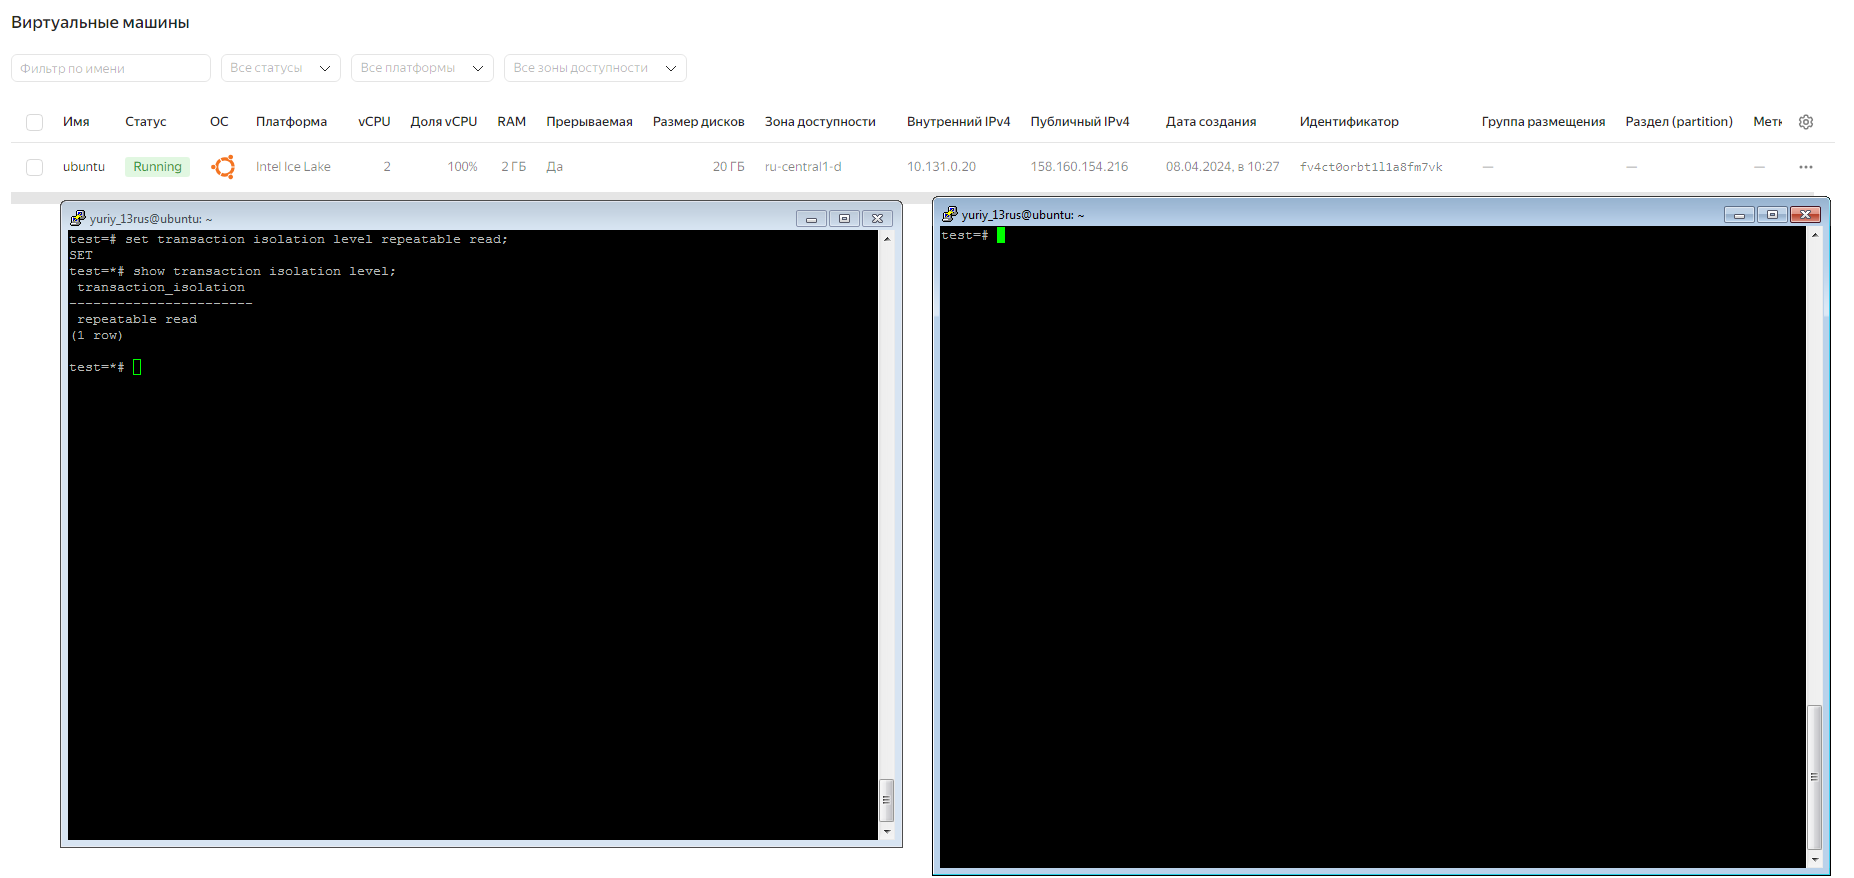 Виртуальные машины
Фильтр по имени Все статусы Все платформы Все зоны доступности
Имя Статус ОС Платформа vCPU Доля vCPU RAM Прерываемая Размер дисков Зона доступности Внутренний IPv4 Публичный IPv4 Дата создания Идентификатор Группа размещения Раздел (partition) Метк
ubuntu Running Intel Ice Lake 2 100% 2 ГБ Да 20 ГБ ru-central1-d 10.131.0.20 158.160.154.216 08.04.2024, в 10:27 fv4ct0orbt1l1a8fm7vk — — —
yuriy_13rus@ubuntu: ~
test=# set transaction isolation level repeatable read;
SET
test=*# show transaction isolation level;
transaction_isolation
-----------------------
repeatable read
(1 row)
test=*#
yuriy_13rus@ubuntu: ~
test=#